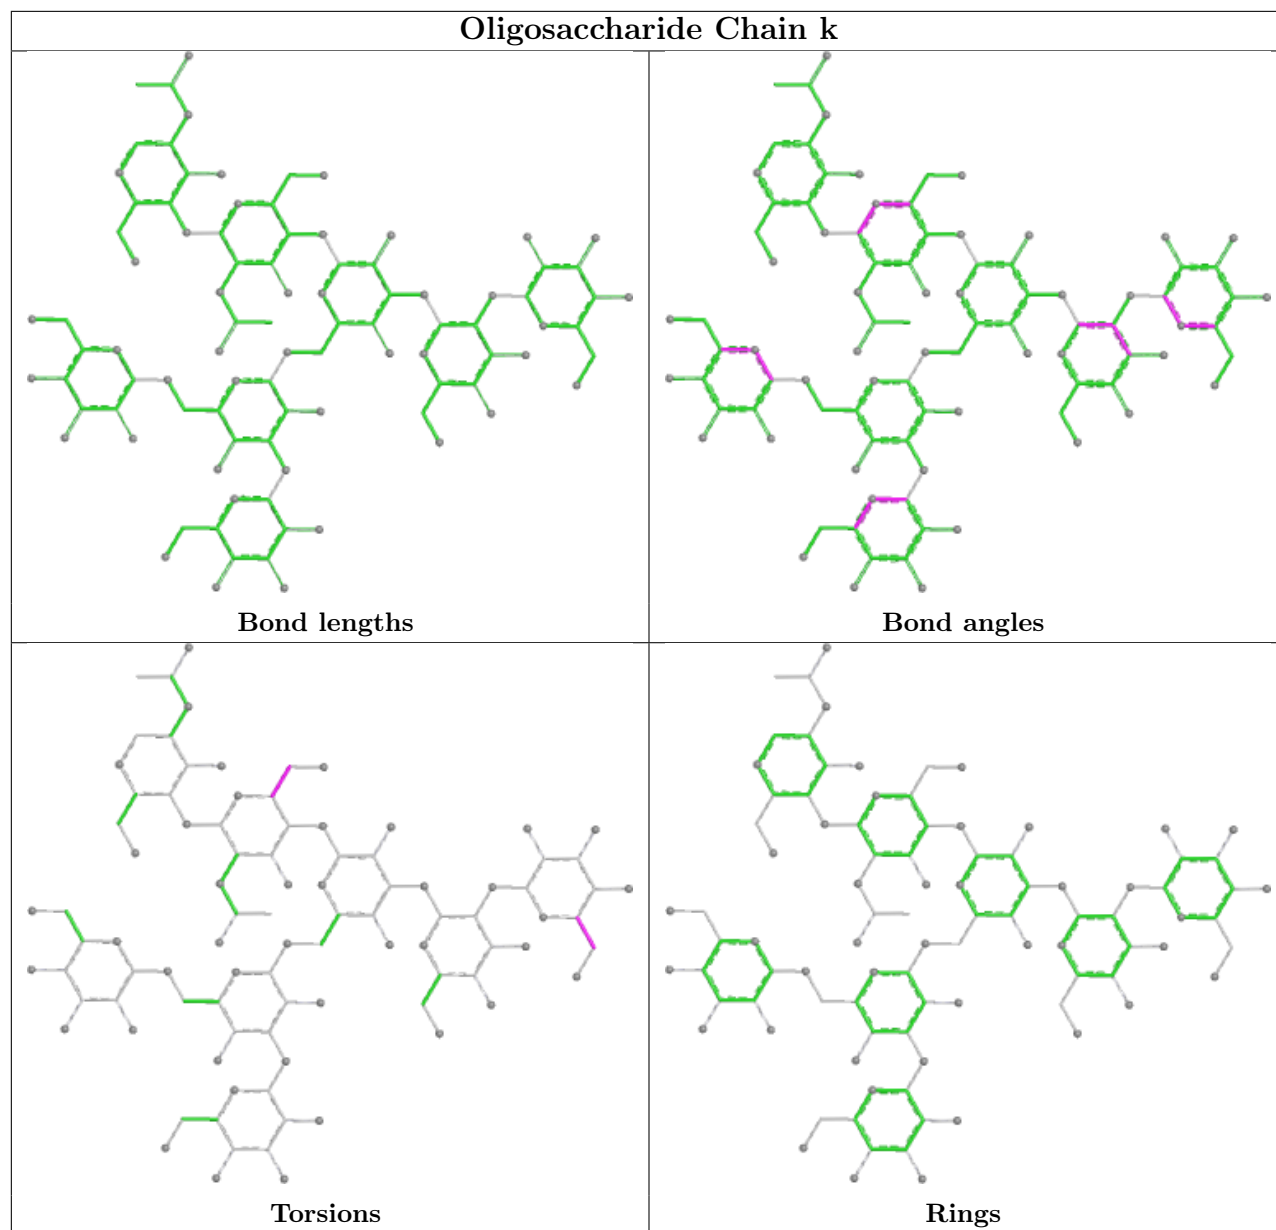 Oligosaccharide Chain k
Bond lengths
Bond angles
Torsions
Rings